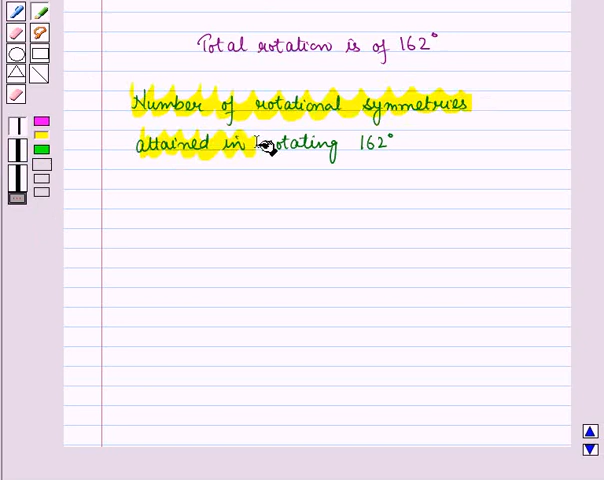 Total rotation is of 162°
Number of rotational symmetries
attained in rotating 162°